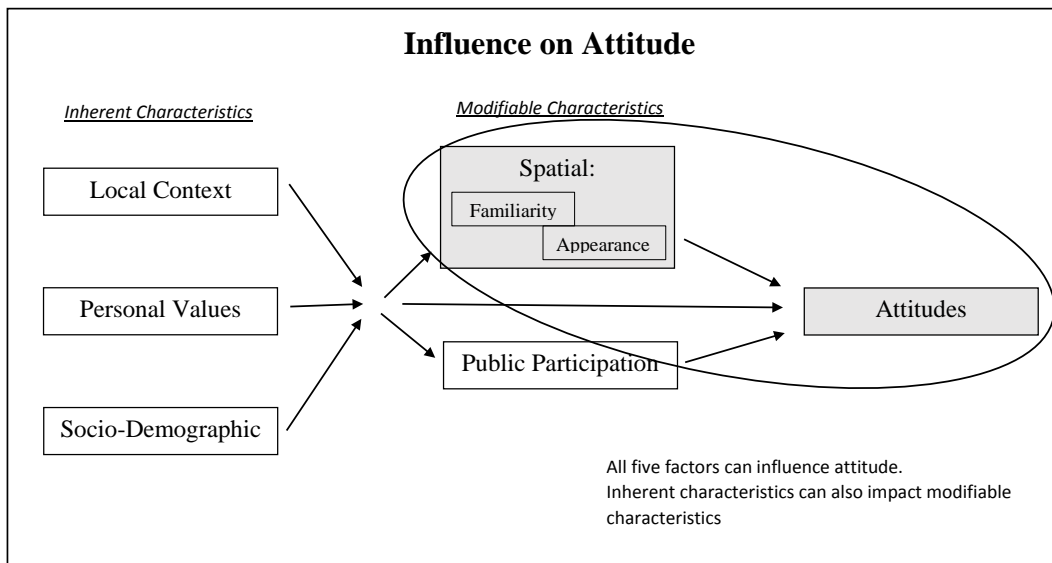 Influence on Attitude
Inherent Characteristics
Modifiable Characteristics
Local Context
Personal Values
Socio-Demographic
Spatial:
Familiarity
Appearance
Public Participation
Attitudes
All five factors can influence attitude.
Inherent characteristics can also impact modifiable
characteristics